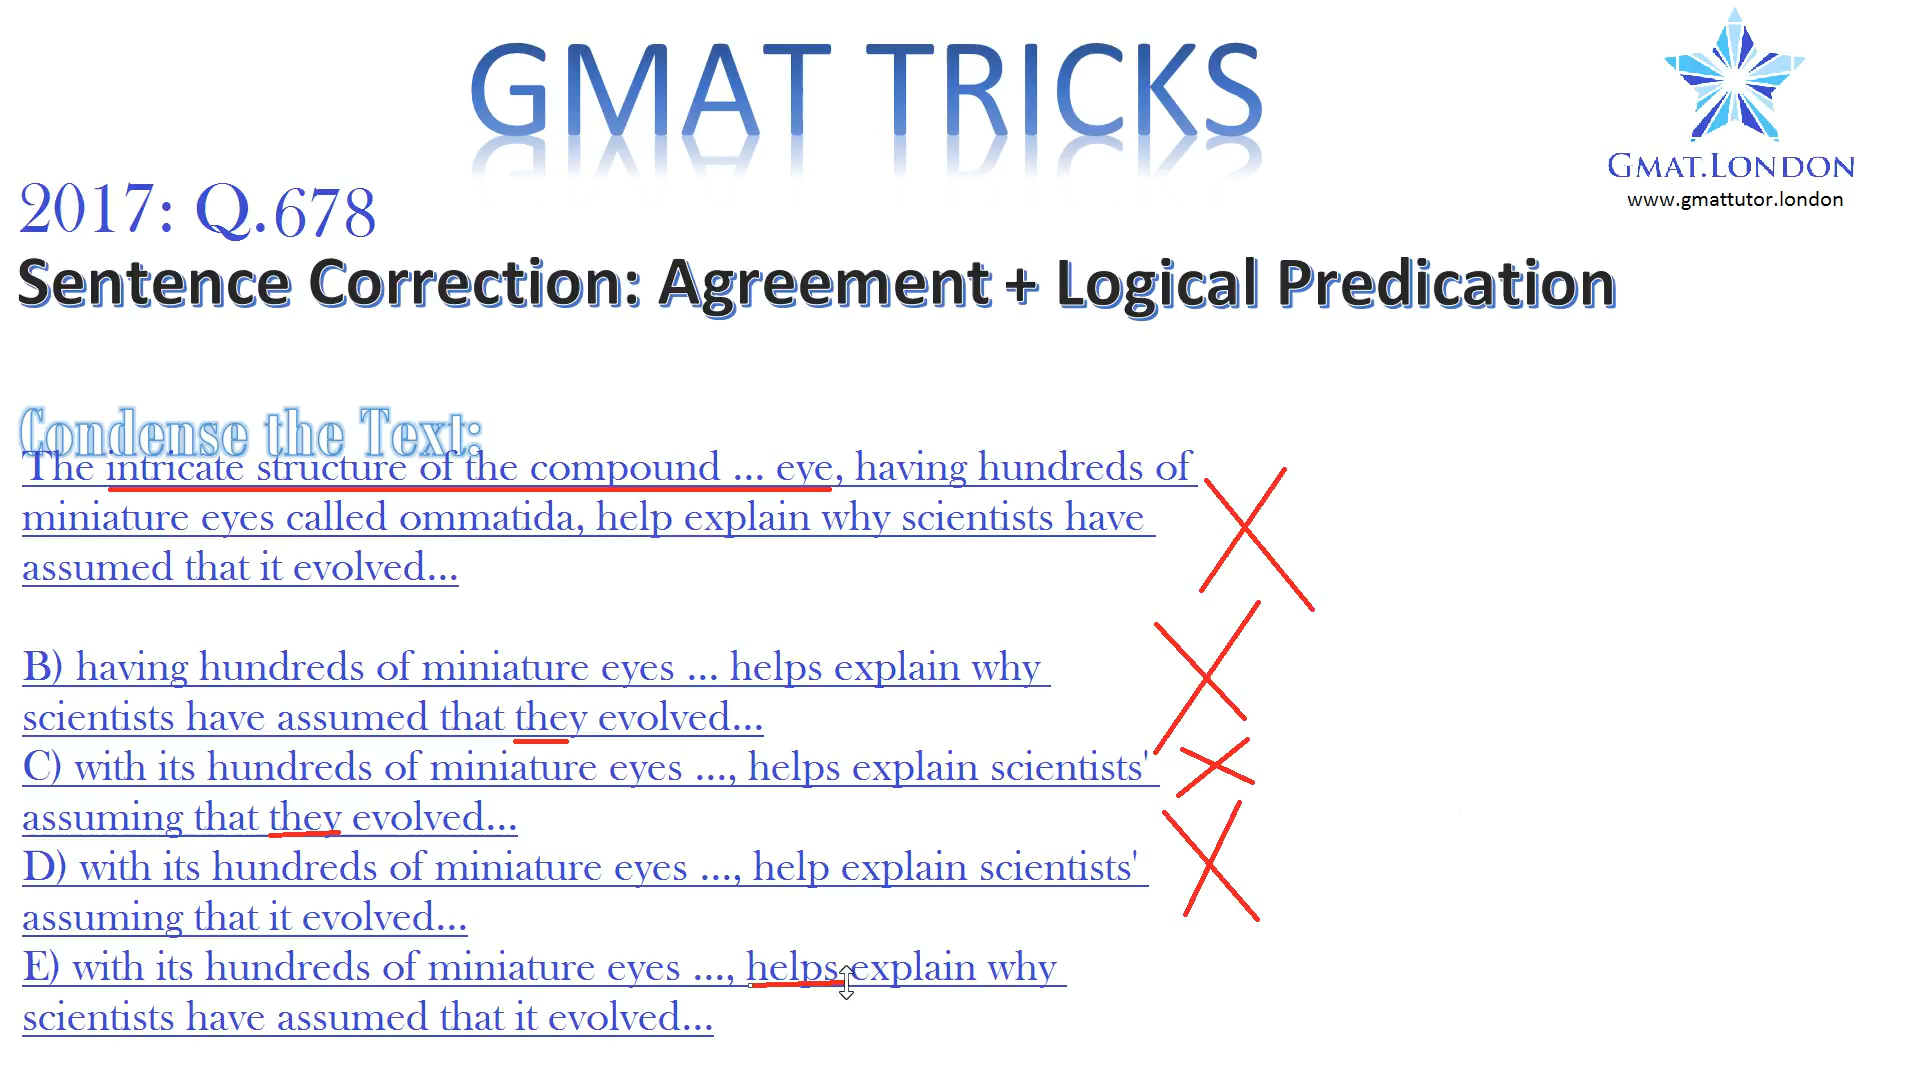 GMAT TRICKS
GMAT.LONDON
www.gmattutor.london
2017: Q.678
Sentence Correction: Agreement + Logical Predication
Condense the Text:
The intricate structure of the compound ... eye, having hundreds of
miniature eyes called ommatida, help explain why scientists have
assumed that it evolved...
B) having hundreds of miniature eyes ... helps explain why
scientists have assumed that they evolved...
C) with its hundreds of miniature eyes ..., helps explain scientists'
assuming that they evolved...
D) with its hundreds of miniature eyes ..., help explain scientists'
assuming that it evolved...
E) with its hundreds of miniature eyes ..., helps explain why
scientists have assumed that it evolved...